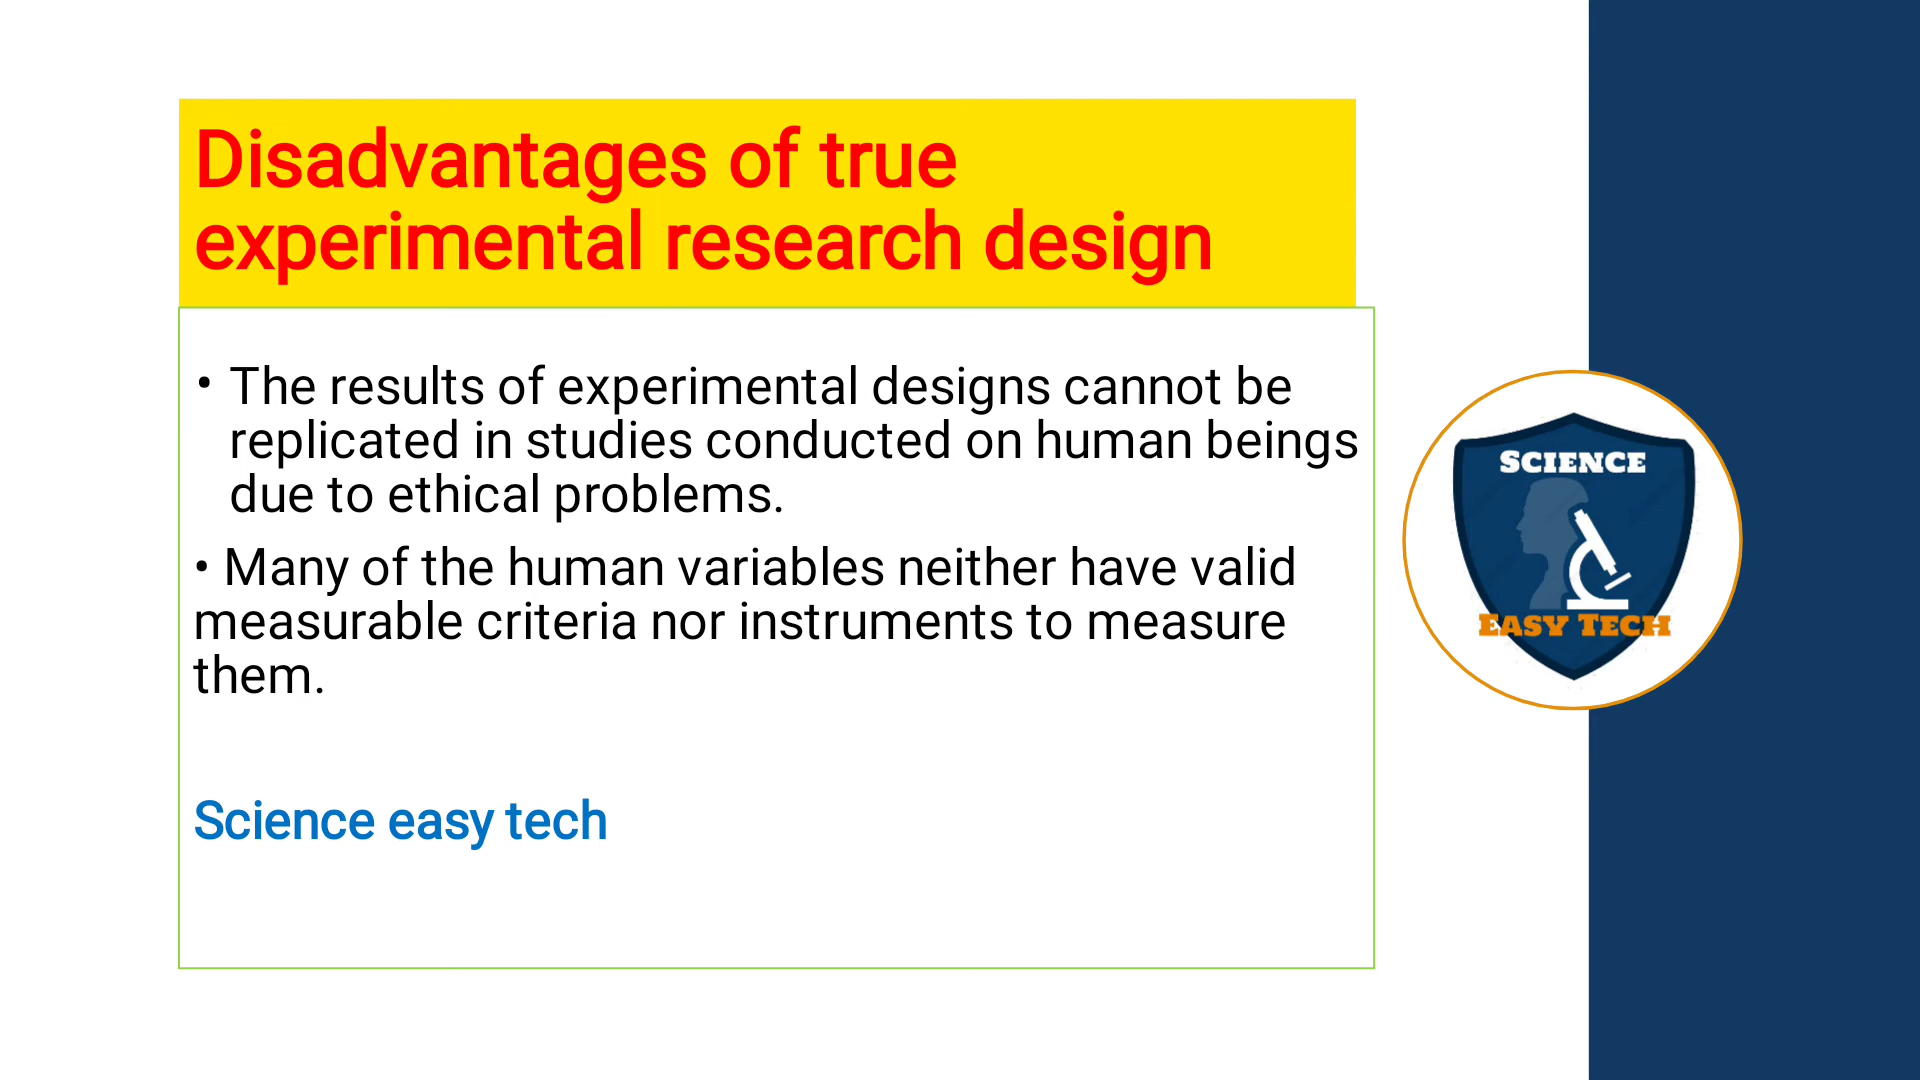 Disadvantages of true
experimental research design
• The results of experimental designs cannot be
replicated in studies conducted on human beings
due to ethical problems.
• Many of the human variables neither have valid
measurable criteria nor instruments to measure
them.
Science easy tech
SCIENCE
EASY TECH